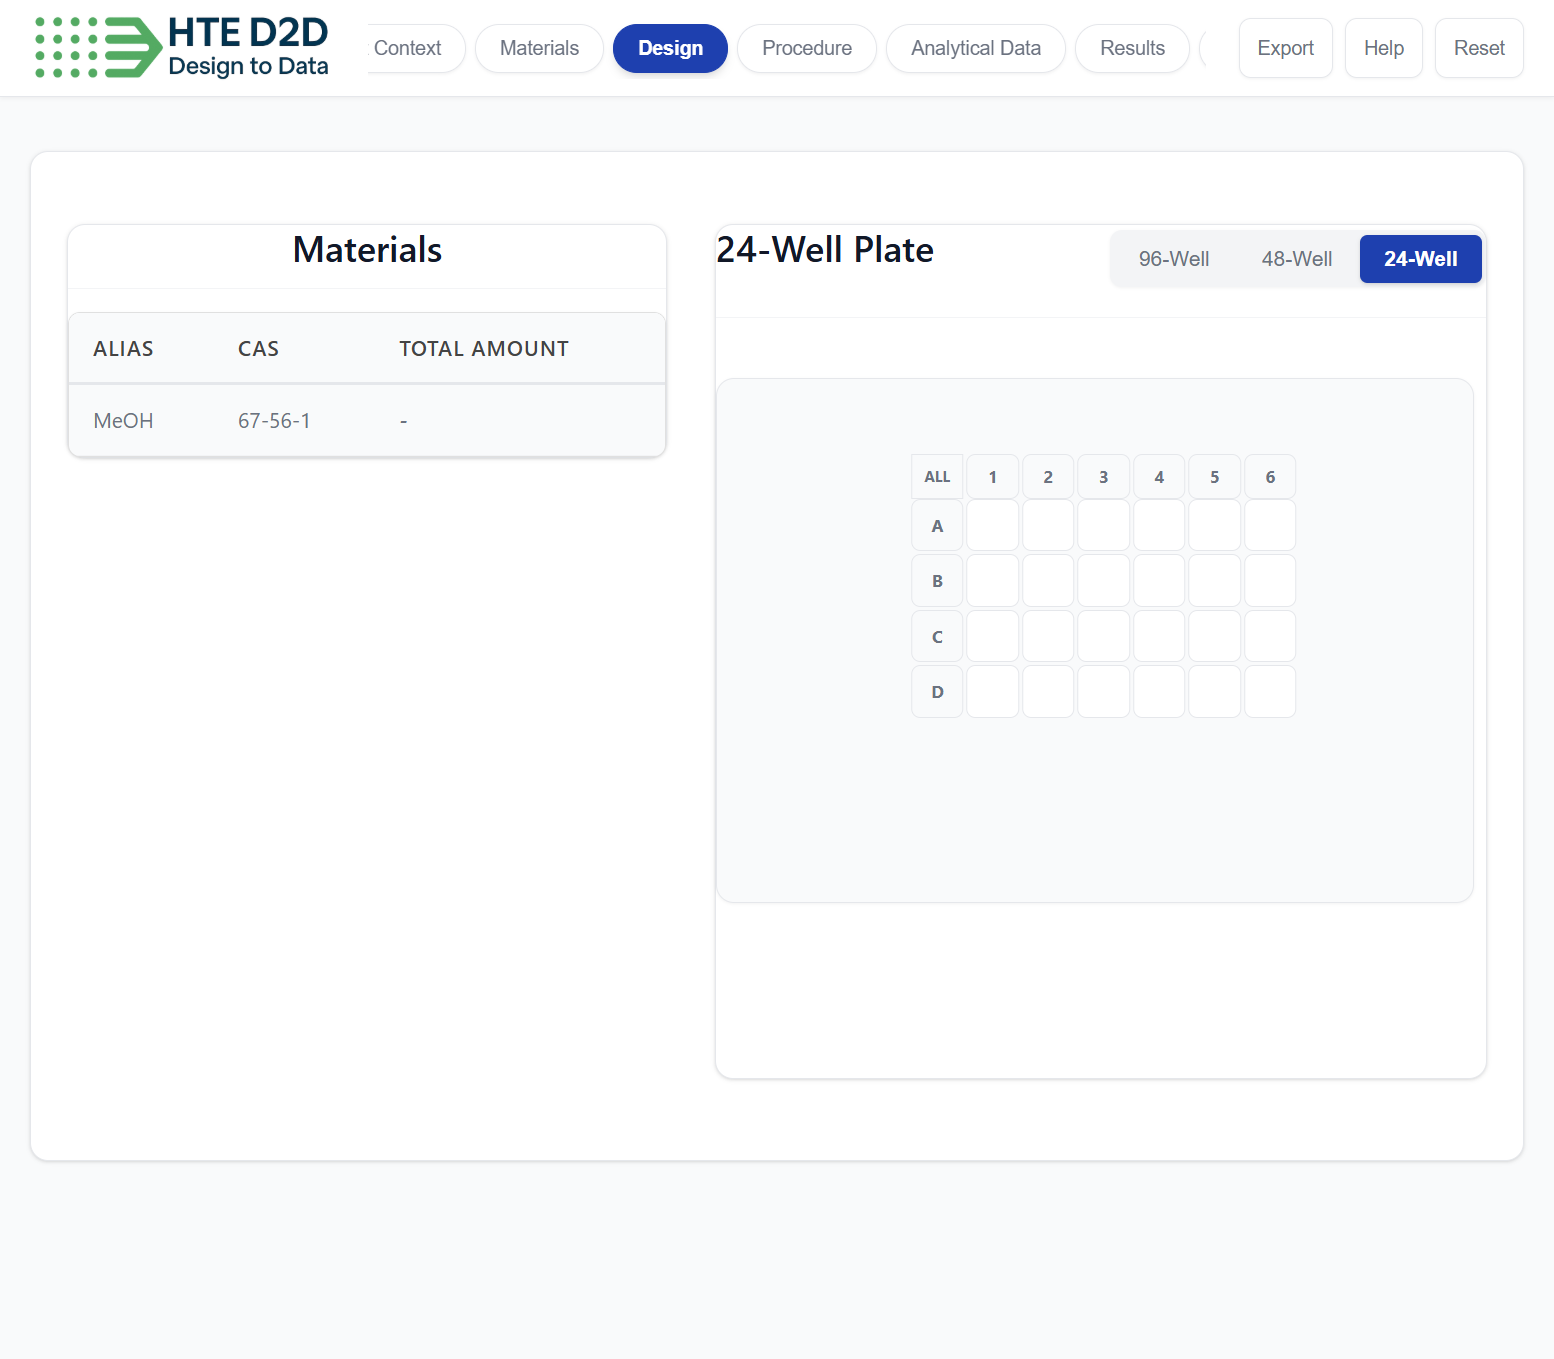 HTE D2D
Design to Data
Context
Materials
Design
Procedure
Analytical Data
Results
Export
Help
Reset
Materials
ALIAS CAS TOTAL AMOUNT
MeOH 67-56-1 -
24-Well Plate
96-Well 48-Well 24-Well
ALL 1 2 3 4 5 6
A
B
C
D